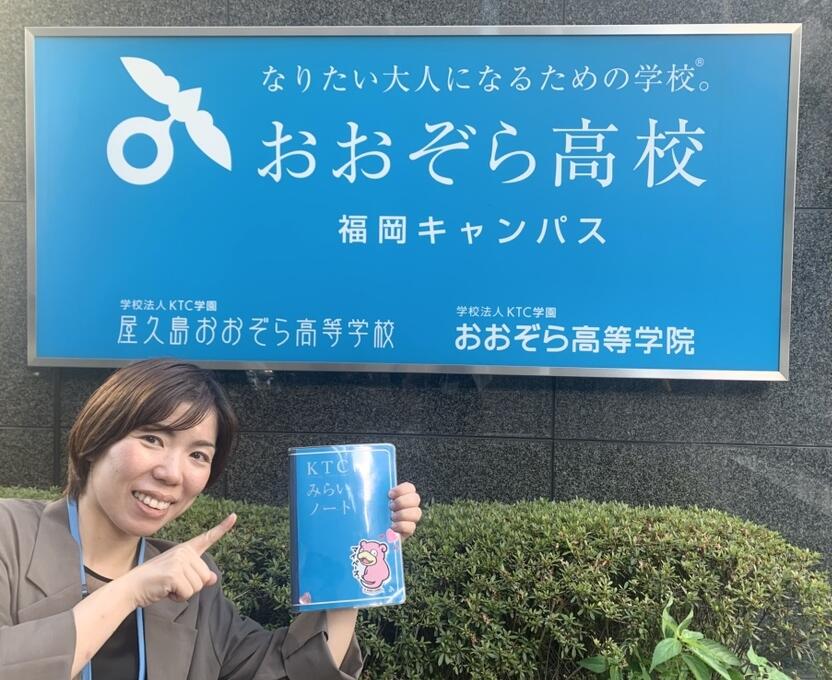 なりたい大人になるための学校®。
おおぞら高校
福岡キャンパス
学校法人KTC学園
屋久島おおぞら高等学校
学校法人KTC学園
おおぞら高等学院
KTC
みらい
ノート